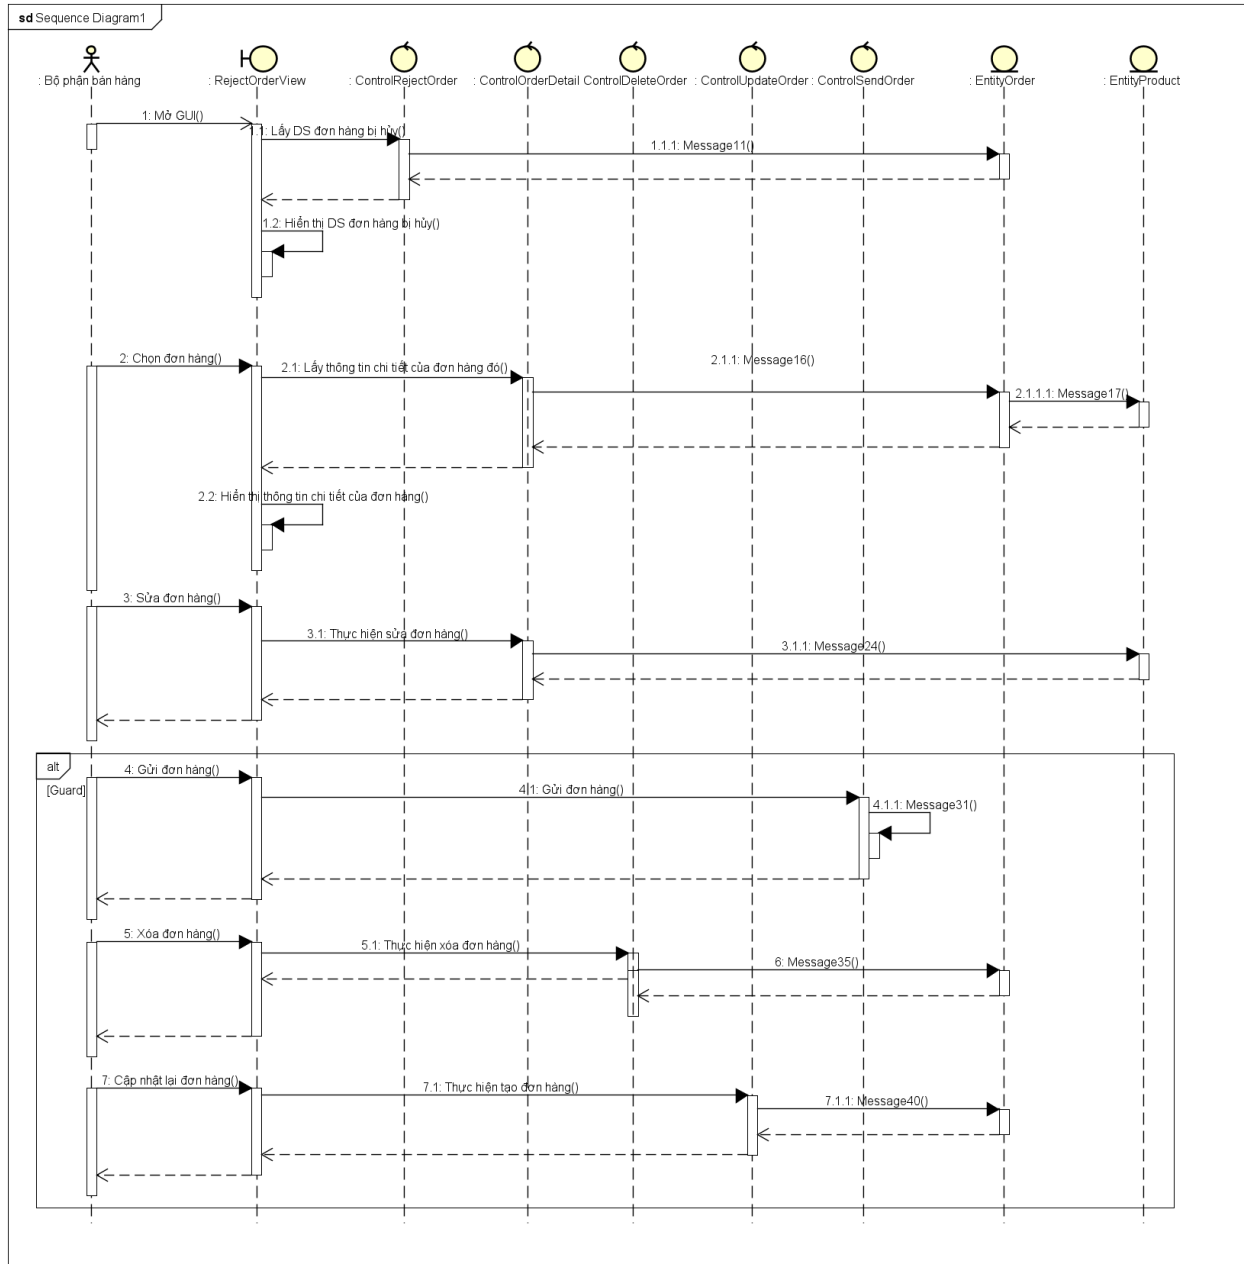 sd Sequence Diagram1
: Bộ phận bán hàng
: RejectOrderView
: ControlRejectOrder
: ControlOrderDetail
ControlDeleteOrder
: ControlUpdateOrder
: ControlSendOrder
: EntityOrder
: EntityProduct
1: Mở GUI()
1.1: Lấy DS đơn hàng bị hủy()
1.1.1: Message11()
1.2: Hiển thị DS đơn hàng bị hủy()
2: Chọn đơn hàng()
2.1: Lấy thông tin chi tiết của đơn hàng đó()
2.1.1: Message16()
2.1.1.1: Message17()
2.2: Hiển thị thông tin chi tiết của đơn hàng()
3: Sửa đơn hàng()
3.1: Thực hiện sửa đơn hàng()
3.1.1: Message24()
alt
[Guard]
4: Gửi đơn hàng()
4.1: Gửi đơn hàng()
4.1.1: Message31()
5: Xóa đơn hàng()
5.1: Thực hiện xóa đơn hàng()
6: Message35()
7: Cập nhật lại đơn hàng()
7.1: Thực hiện tạo đơn hàng()
7.1.1: Message40()